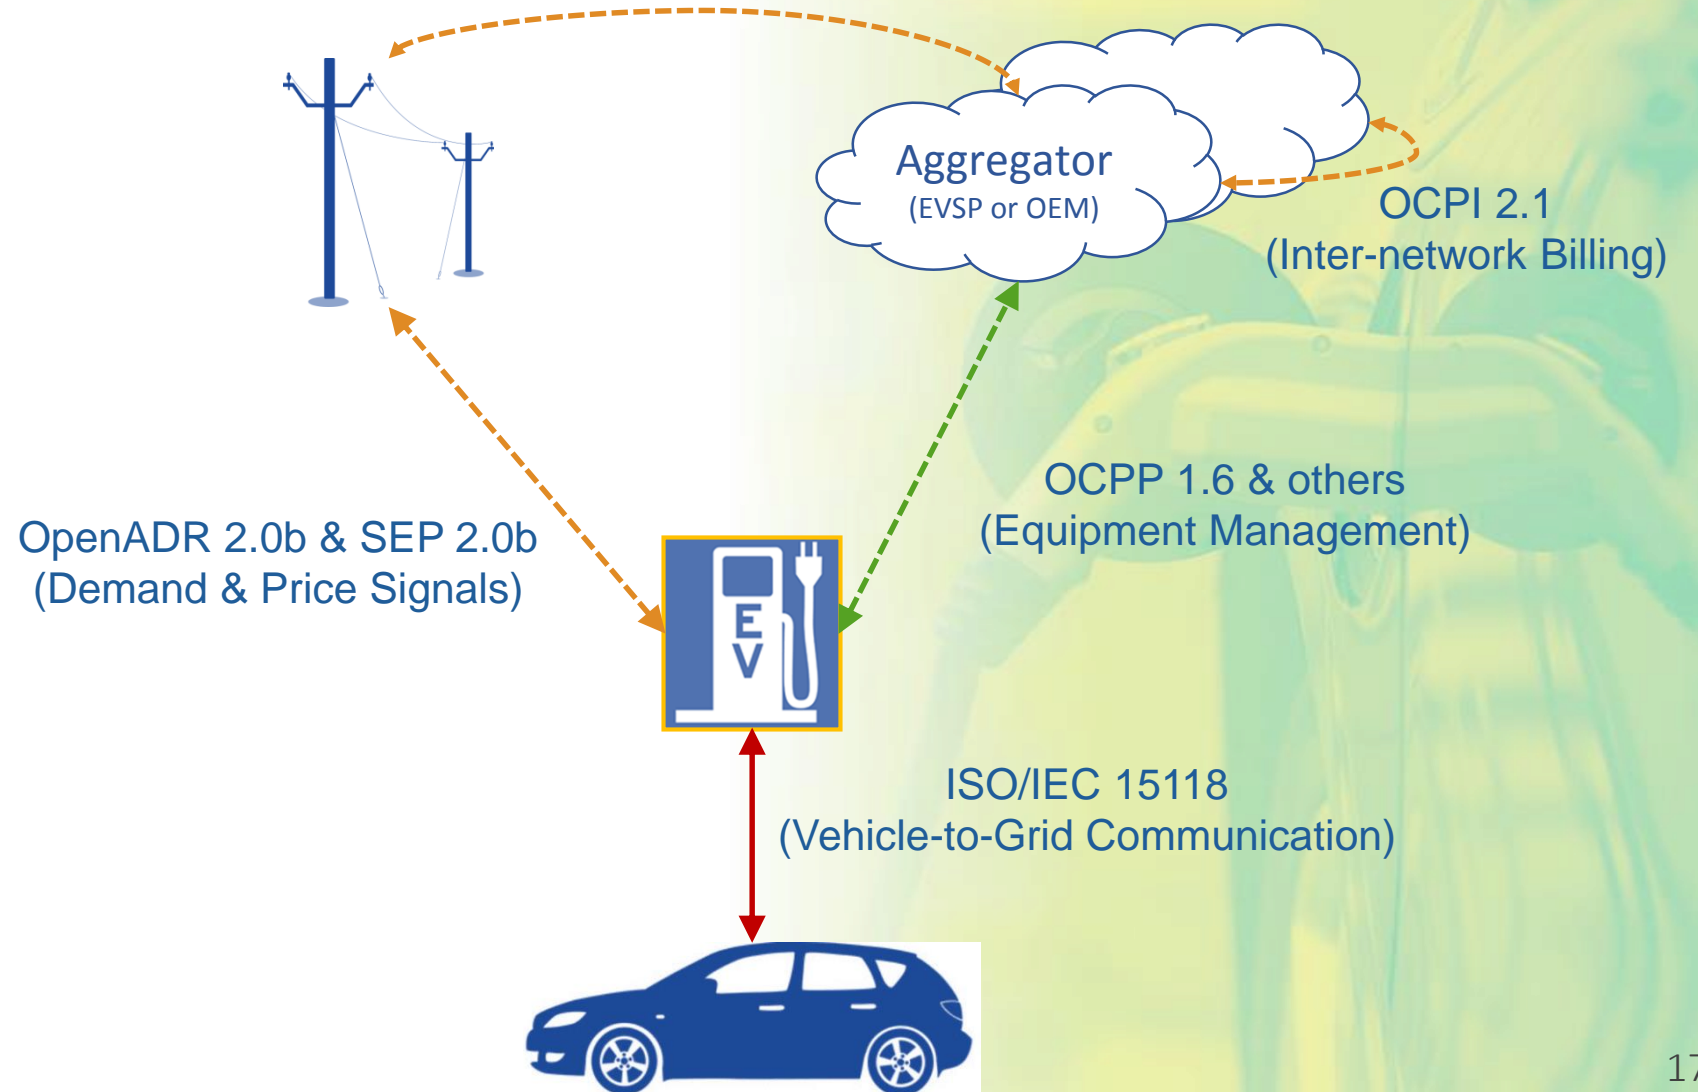 Aggregator
(EVSP or OEM)
OCPI 2.1
(Inter-network Billing)
OCPP 1.6 & others
(Equipment Management)
OpenADR 2.0b & SEP 2.0b
(Demand & Price Signals)
E
V
ISO/IEC 15118
(Vehicle-to-Grid Communication)
17